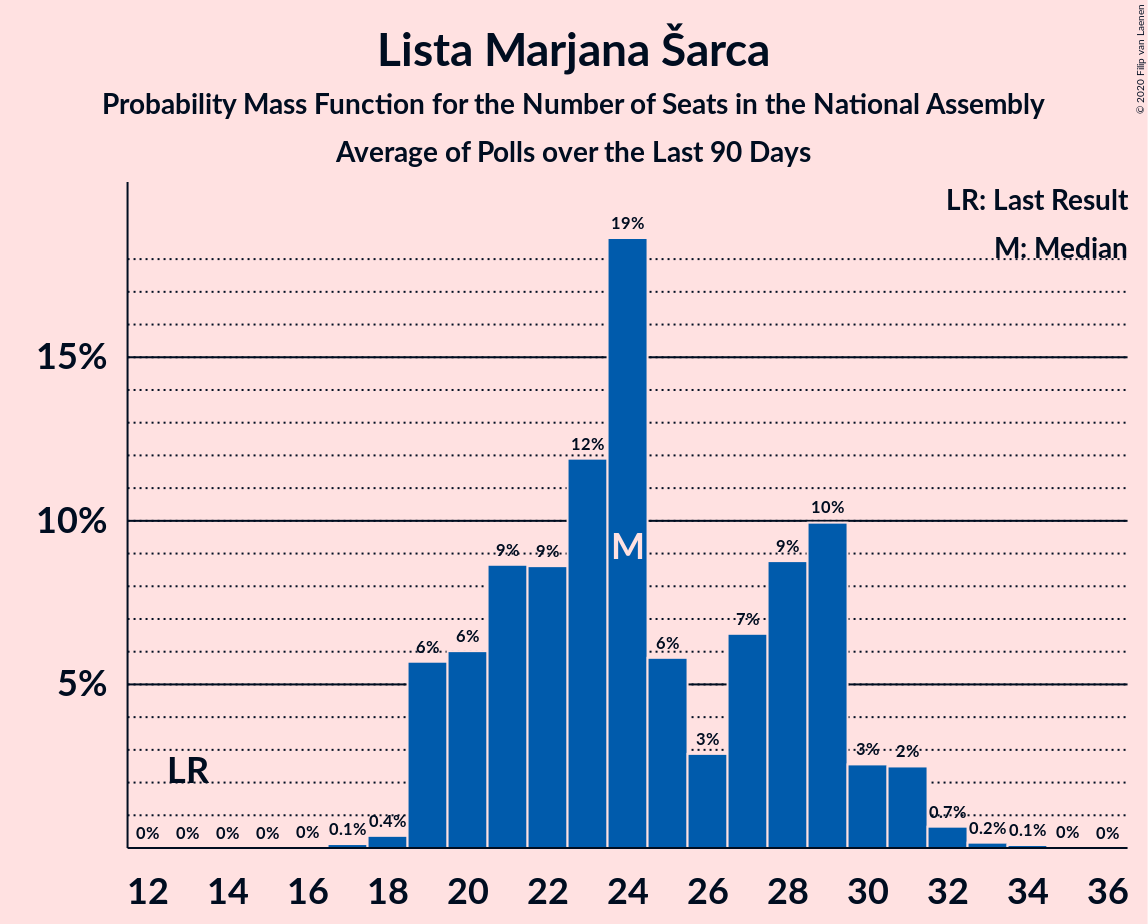 Lista Marjana Šarca
Probability Mass Function for the Number of Seats in the National Assembly
Average of Polls over the Last 90 Days
© 2020 Filip van Laenen
LR: Last Result
M: Median
15%
10%
5%
0% 0% 0% 0% 0% 0.1% 0.4% 6% 6% 9% 9% 12% 19% 6% 3% 7% 9% 10% 3% 2% 0.7% 0.2% 0.1% 0% 0%
LR
M
12 14 16 18 20 22 24 26 28 30 32 34 36